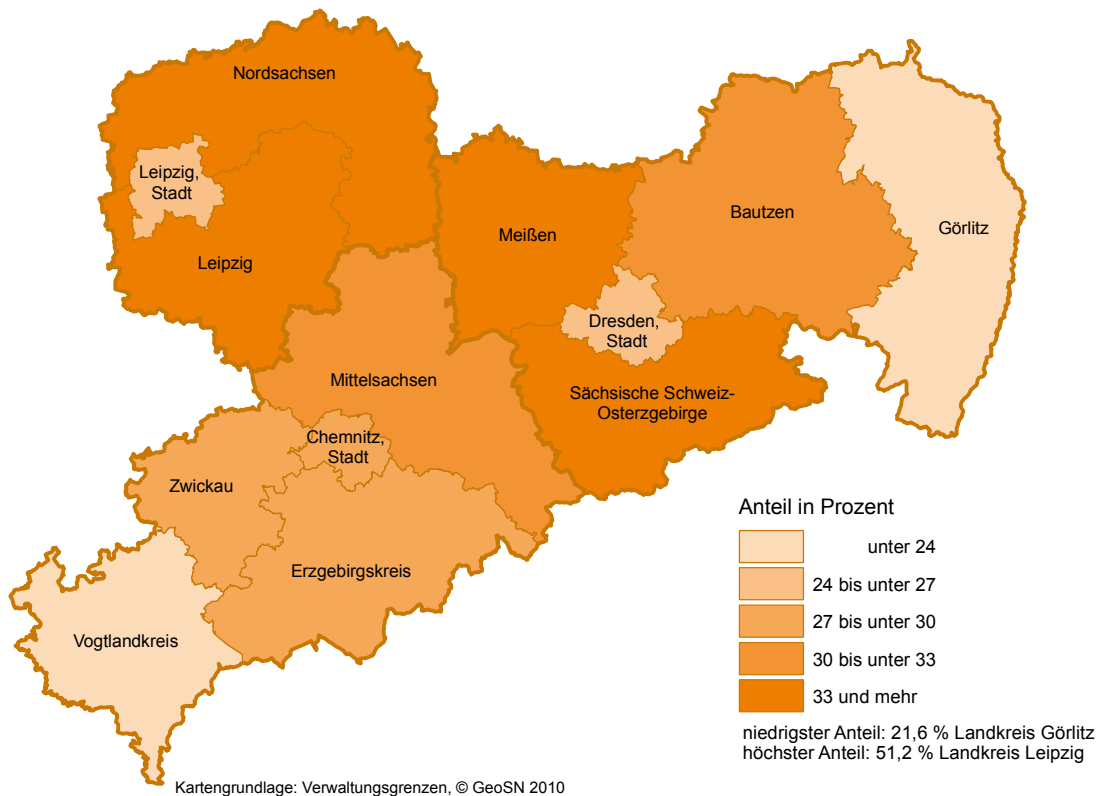 Nordsachsen
Leipzig,
Stadt
Leipzig
Meißen
Bautzen
Görlitz
Dresden,
Stadt
Mittelsachsen
Sächsische Schweiz-
Osterzgebirge
Chemnitz,
Stadt
Zwickau
Erzgebirgskreis
Vogtlandkreis
Anteil in Prozent
unter 24
24 bis unter 27
27 bis unter 30
30 bis unter 33
33 und mehr
niedrigster Anteil: 21,6 % Landkreis Görlitz
höchster Anteil: 51,2 % Landkreis Leipzig
Kartengrundlage: Verwaltungsgrenzen, © GeoSN 2010